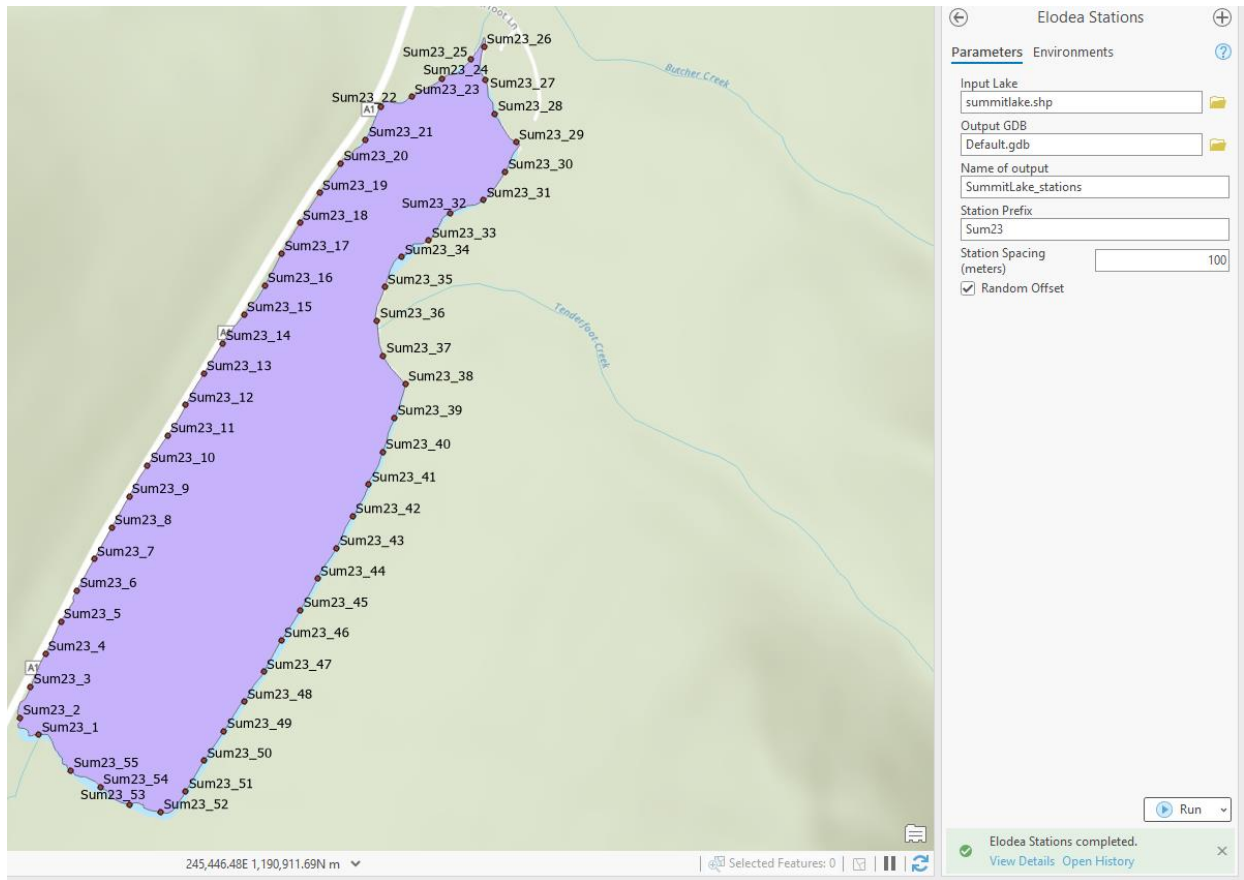 foot Ln
Sum23_26
Sum23_25
Sum23_24
Sum23_27
Butcher Creek
Sum23_23
Sum23_22
A1
Sum23_28
Sum23_21
Sum23_29
Sum23_20
Sum23_30
Sum23_19
Sum23_31
Sum23_32
Sum23_18
Sum23_33
Sum23_17
Sum23_34
Sum23_16
Sum23_35
Sum23_15
Tenderfoot Creek
Sum23_36
Sum23_14
Sum23_37
Sum23_13
Sum23_38
Sum23_12
Sum23_39
Sum23_11
Sum23_40
Sum23_10
Sum23_41
Sum23_9
Sum23_42
Sum23_8
Sum23_43
Sum23_7
Sum23_44
Sum23_6
Sum23_45
Sum23_5
Sum23_46
Sum23_4
A1
Sum23_47
Sum23_3
Sum23_48
Sum23_2
Sum23_49
Sum23_1
Sum23_50
Sum23_55
Sum23_54
Sum23_51
Sum23_53
Sum23_52
245,446.48E 1,190,911.69N m
Selected Features: 0
Elodea Stations
Parameters Environments
Input Lake
summitlake.shp
Output GDB
Default.gdb
Name of output
SummitLake_stations
Station Prefix
Sum23
Station Spacing
(meters)
100
Random Offset
Run
Elodea Stations completed.
View Details Open History